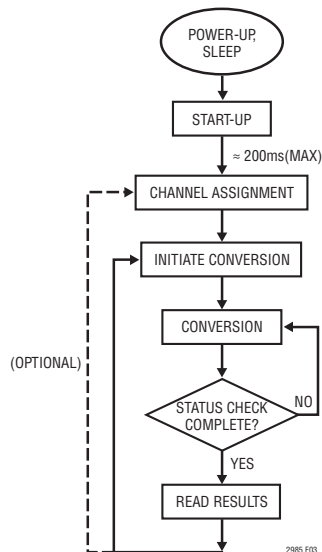 POWER-UP,
SLEEP
START-UP
≈ 200ms(MAX)
CHANNEL ASSIGNMENT
INITIATE CONVERSION
CONVERSION
(OPTIONAL)
STATUS CHECK
COMPLETE?
NO
YES
READ RESULTS
2985 F03